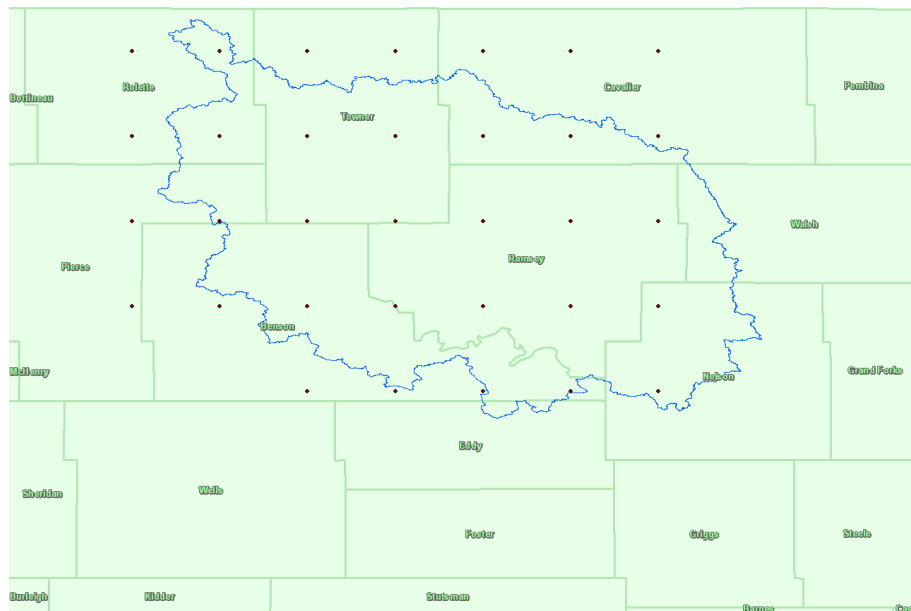 Rolette
Cavalier
Pembina
Bottineau
Towner
Walsh
Ramsey
Pierce
Benson
McHenry
Nelson
Grand Forks
Eddy
Sheridan
Wells
Foster
Griggs
Steele
Burleigh
Kidder
Stutsman
Barnes